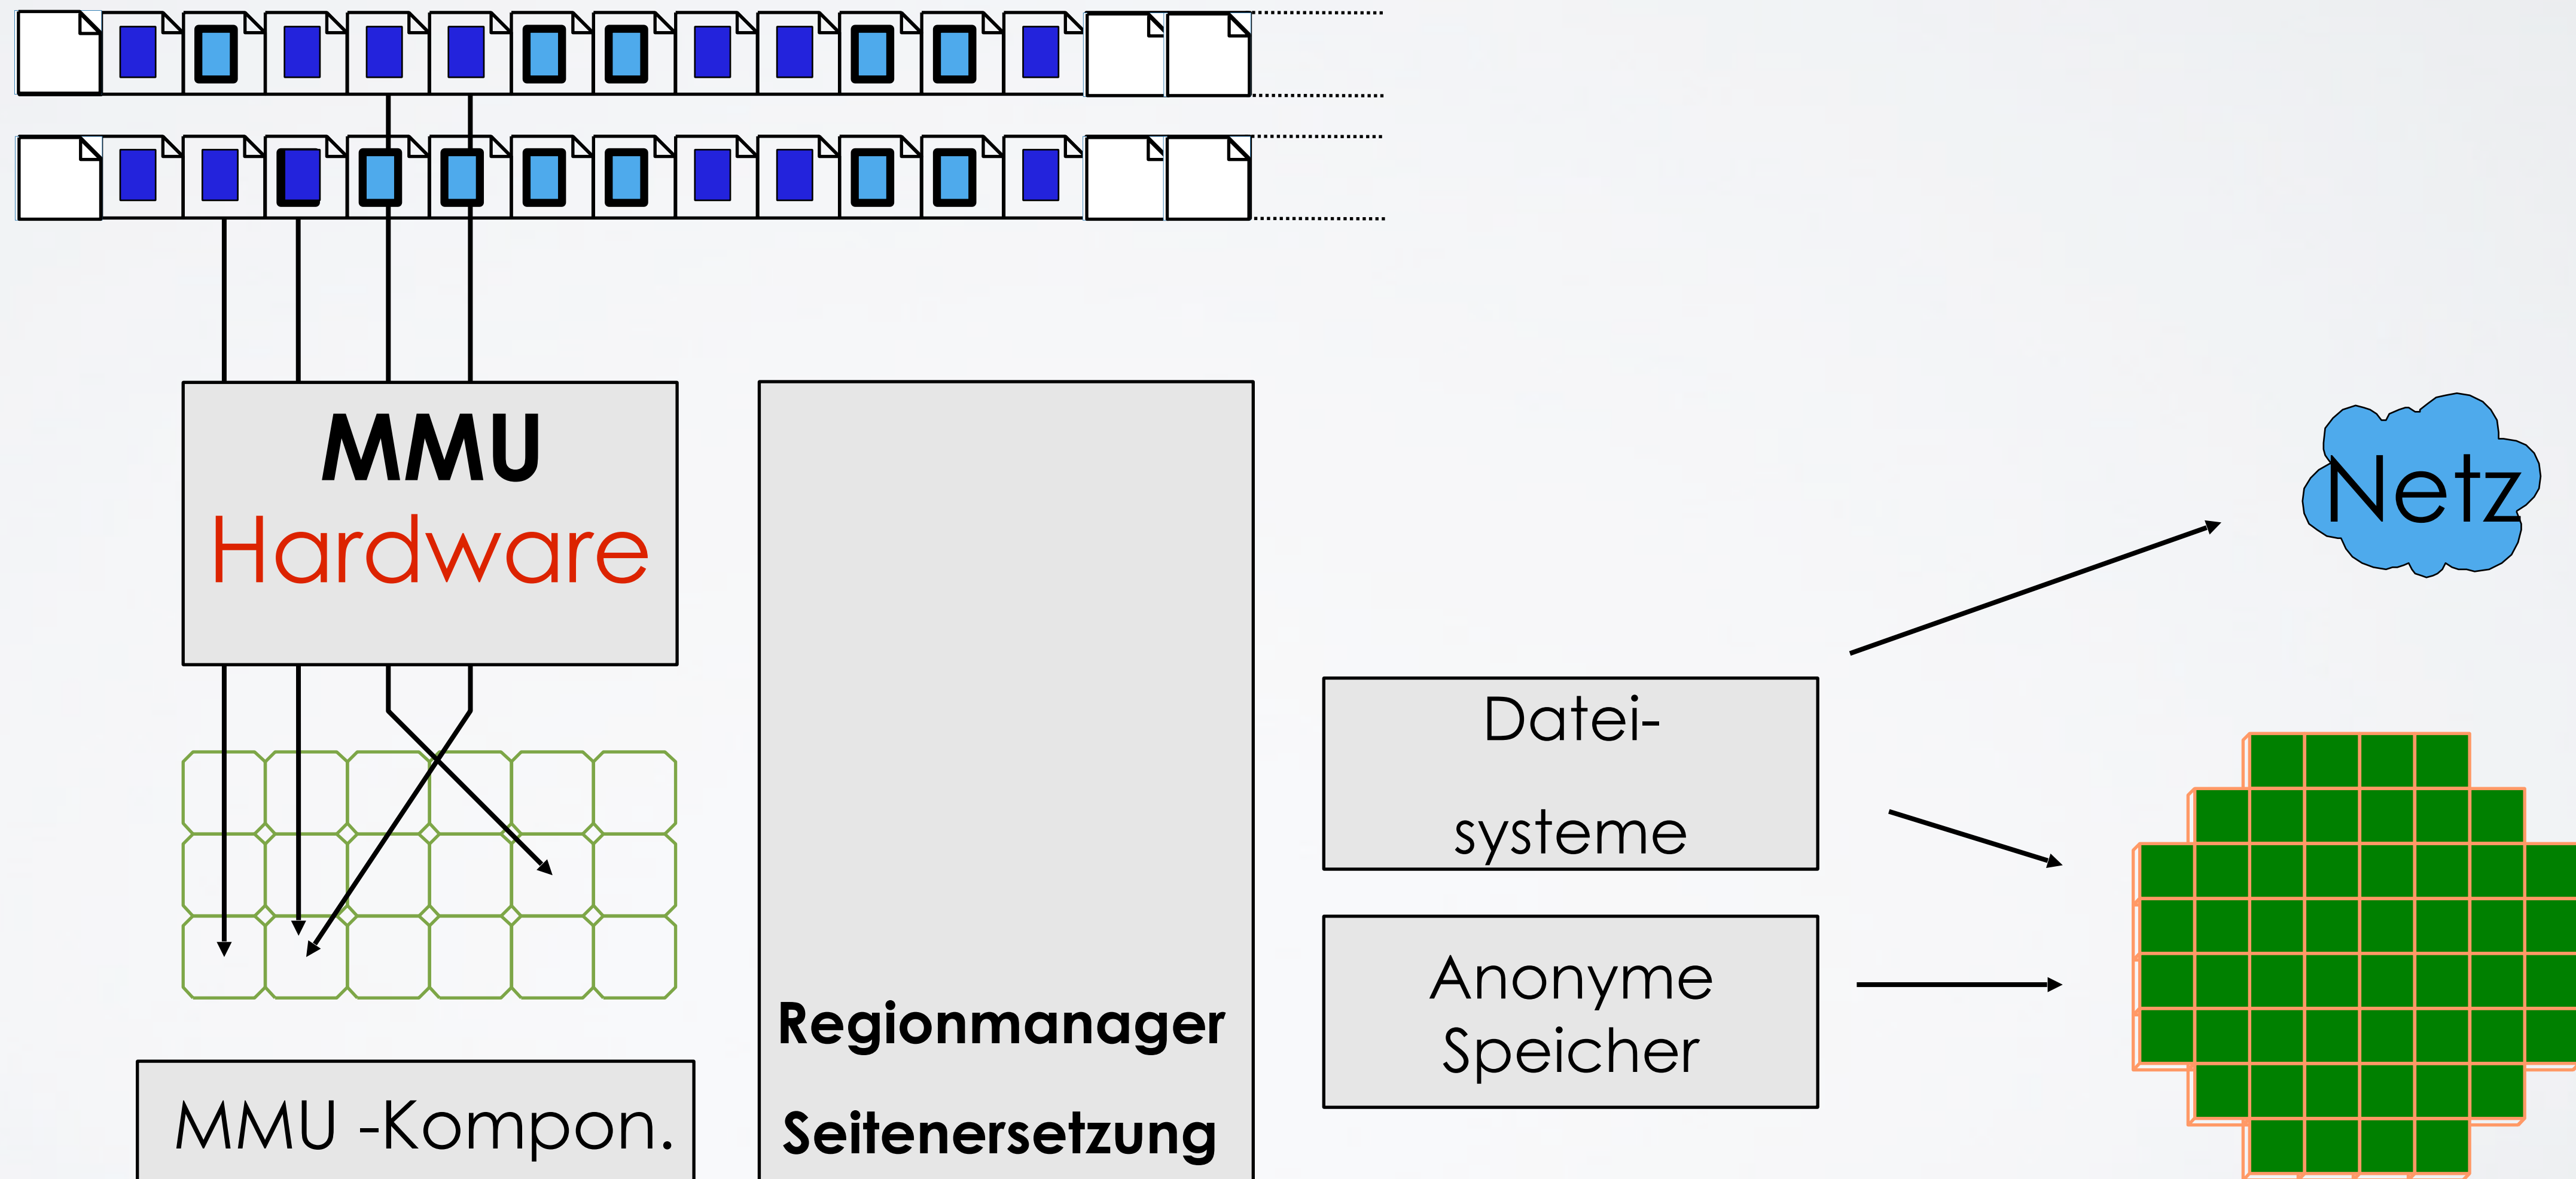 MMU
Hardware
Netz
Datei-
systeme
Anonyme
Speicher
Regionmanager
Seitenersetzung
MMU -Kompon.